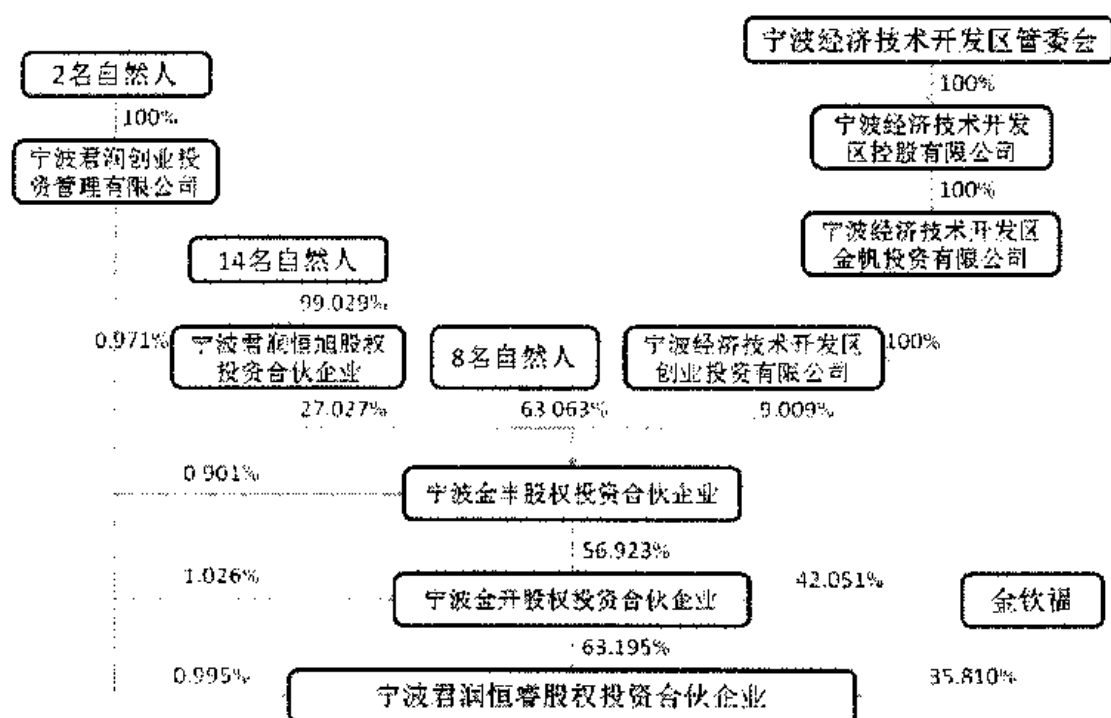 宁波经济技术开发区管委会
2名自然人
100%
100%
宁波君润创业投
资管理有限公司
宁波经济技术开发
区控股有限公司
100%
14名自然人
宁波经济技术开发区
金帆投资有限公司
99.029%
0.971%
宁波君润恒旭股权
投资合伙企业
8名自然人
宁波经济技术开发区
创业投资有限公司
100%
27.027%
63.063%
9.009%
0.901%
宁波金丰股权投资合伙企业
56.923%
1.026%
42.051%
宁波金开股权投资合伙企业
金钦福
63.195%
0.995%
35.810%
宁波君润恒睿股权投资合伙企业